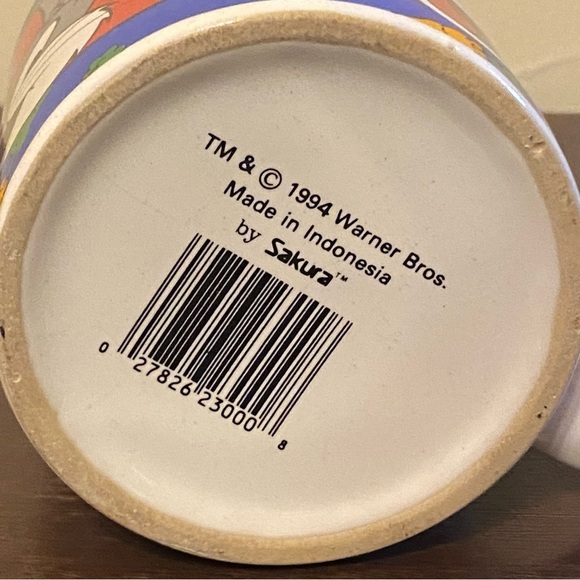 TM & © 1994 Warner Bros.
Made in Indonesia
by Sakura™
0 27826 23000 8